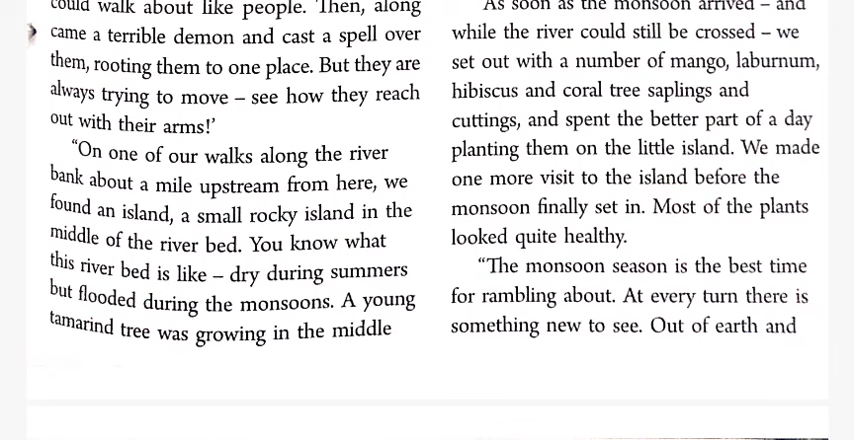 could walk about like people. Then, along
came a terrible demon and cast a spell over
them, rooting them to one place. But they are
always trying to move – see how they reach
out with their arms!’
“On one of our walks along the river
bank about a mile upstream from here, we
found an island, a small rocky island in the
middle of the river bed. You know what
this river bed is like – dry during summers
but flooded during the monsoons. A young
tamarind tree was growing in the middle
As soon as the monsoon arrived – and
while the river could still be crossed – we
set out with a number of mango, laburnum,
hibiscus and coral tree saplings and
cuttings, and spent the better part of a day
planting them on the little island. We made
one more visit to the island before the
monsoon finally set in. Most of the plants
looked quite healthy.
“The monsoon season is the best time
for rambling about. At every turn there is
something new to see. Out of earth and